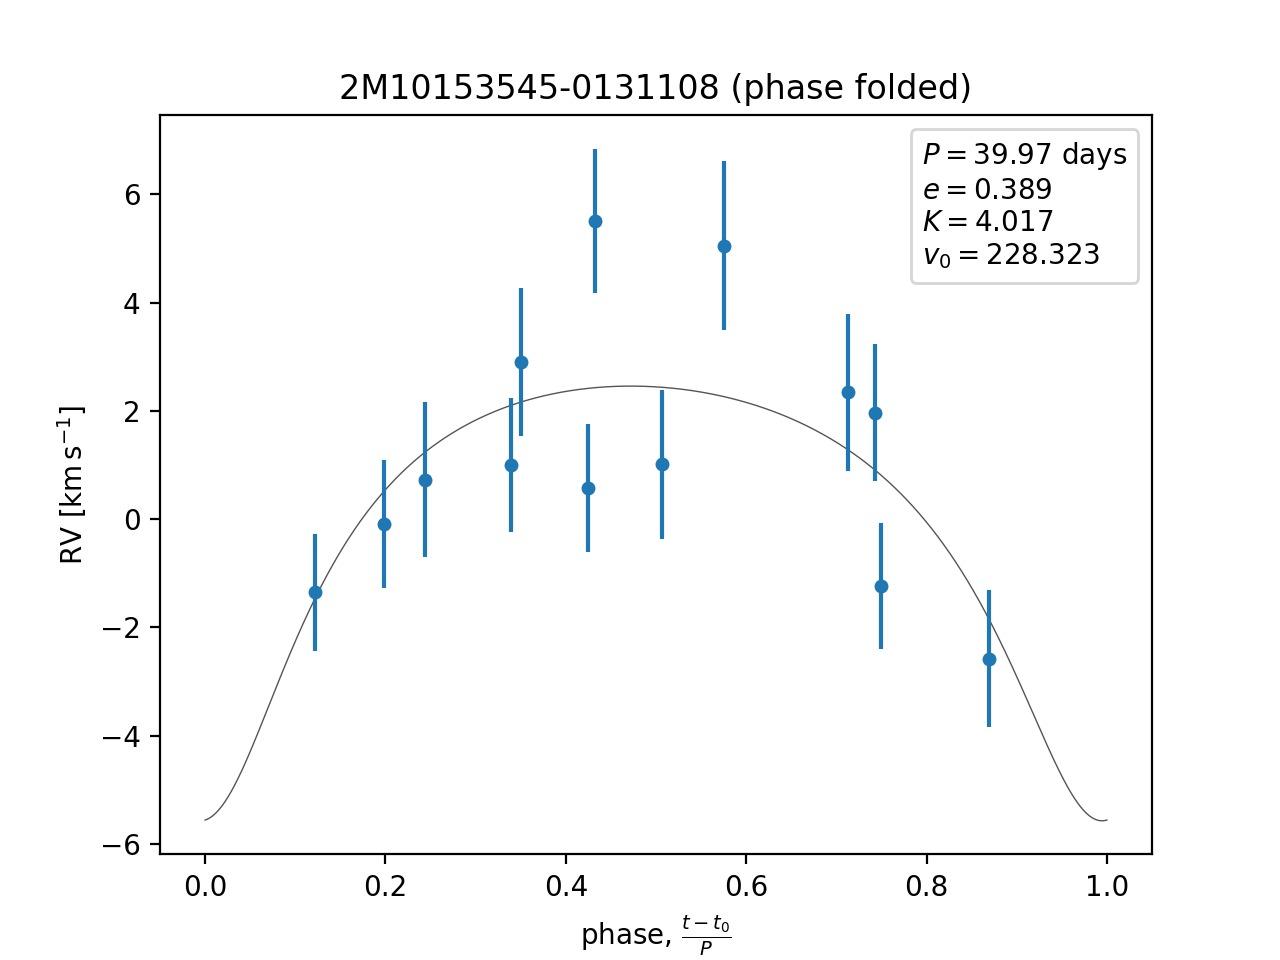 2M10153545-0131108 (phase folded)
P = 39.97 days
e = 0.389
K = 4.017
v₀ = 228.323
RV [km s⁻¹]
6
4
2
0
−2
−4
−6
0.0 0.2 0.4 0.6 0.8 1.0
phase, (t − t₀)/P